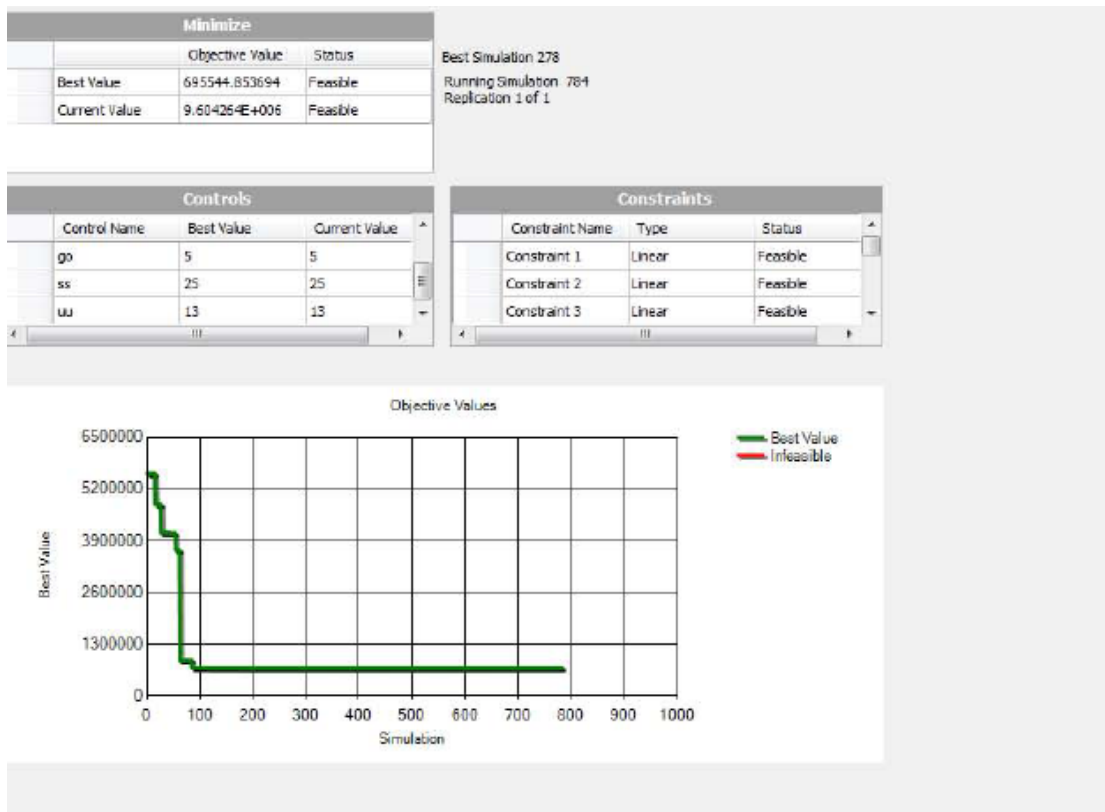 Minimize
Objective Value Status
Best Value 695544.853694 Feasible
Current Value 9.604264E+006 Feasible
Best Simulation 278
Running Simulation 784
Replication 1 of 1
Controls
Control Name Best Value Current Value
go 5 5
ss 25 25
uu 13 13
Constraints
Constraint Name Type Status
Constraint 1 Linear Feasible
Constraint 2 Linear Feasible
Constraint 3 Linear Feasible
Objective Values
6500000
5200000
3900000
2600000
1300000
0
Best Value
0 100 200 300 400 500 600 700 800 900 1000
Simulation
Best Value
Infeasible